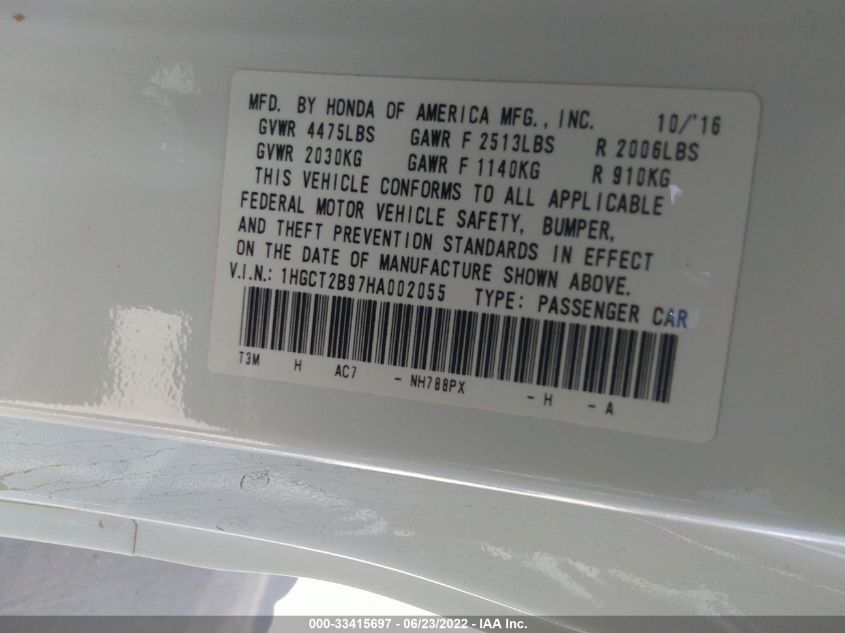 MFD. BY HONDA OF AMERICA MFG., INC. 10/'16
GVWR 4475LBS GAWR F 2513LBS R 2006LBS
GVWR 2030KG GAWR F 1140KG R 910KG
THIS VEHICLE CONFORMS TO ALL APPLICABLE
FEDERAL MOTOR VEHICLE SAFETY, BUMPER,
AND THEFT PREVENTION STANDARDS IN EFFECT
ON THE DATE OF MANUFACTURE SHOWN ABOVE.
V.I.N.: 1HGCT2B97HA002055 TYPE: PASSENGER CAR
T3M H AC7 - NH788PX - H - A
000-33415697 - 06/23/2022 - IAA Inc.